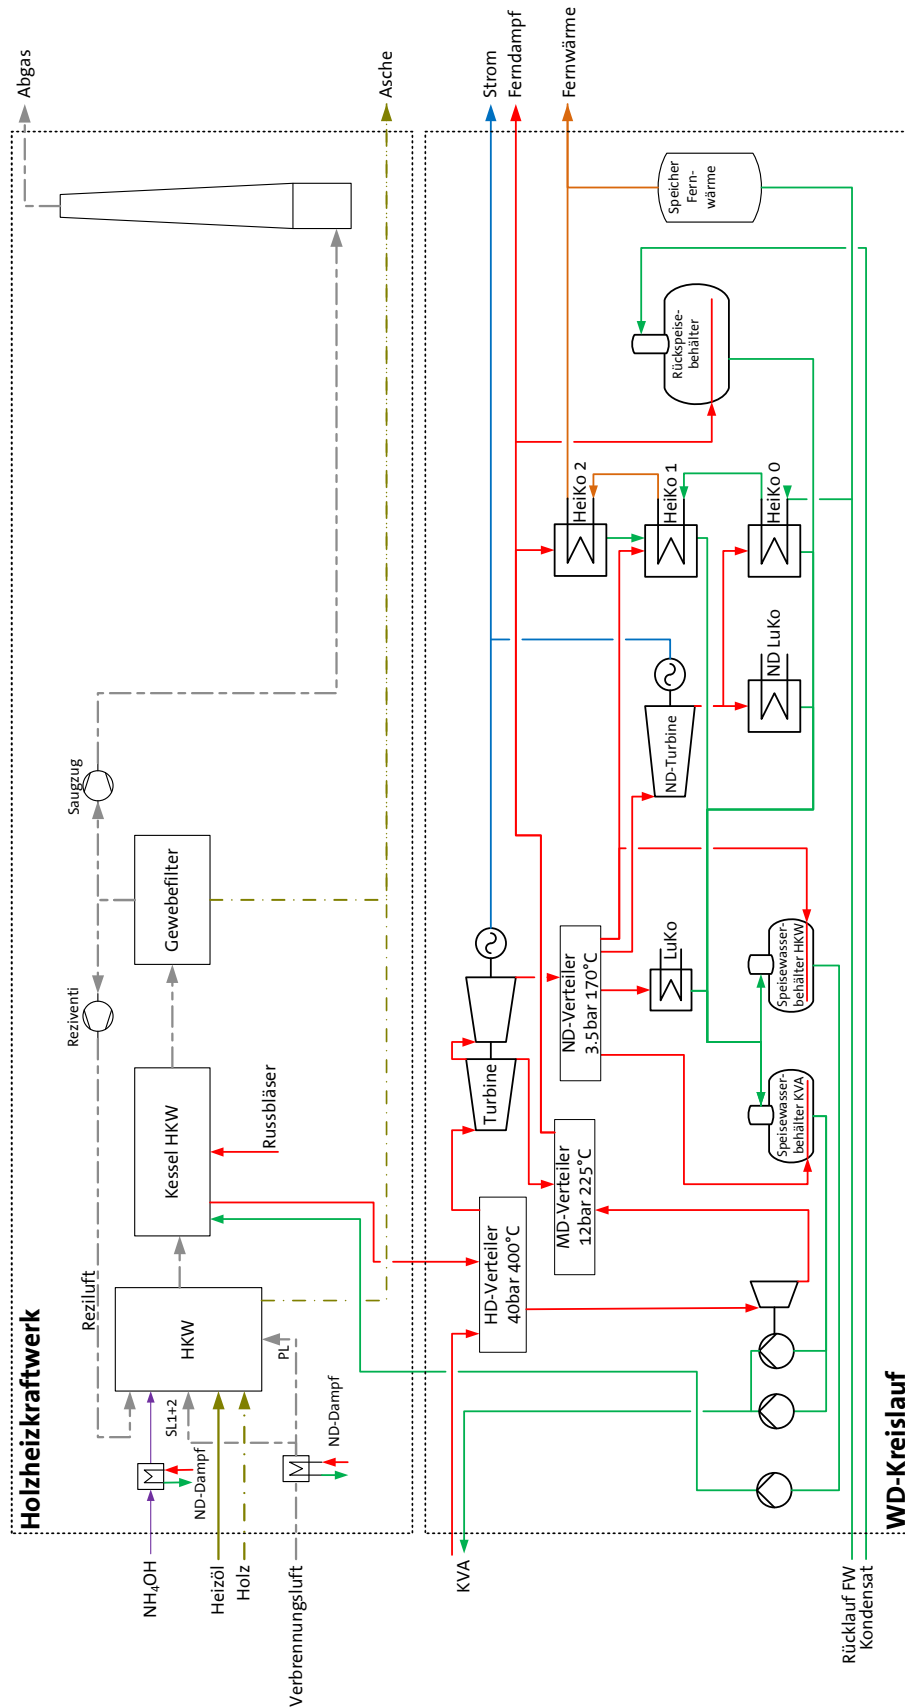 Holzheizkraftwerk
Abgas
Asche
Saugzug
Reziventi
Reziluft
Gewebefilter
Kessel HKW
Russbläser
HKW
PL
SL1+2
ND-Dampf
ND-Dampf
NH₄OH
Heizöl
Holz
Verbrennungsluft
WD-Kreislauf
Strom
Ferndampf
Fernwärme
Speicher
Fern-
wärme
Rückspeise-
behälter
HeiKo 2
HeiKo 1
HeiKo 0
ND LuKo
ND-Turbine
LuKo
Turbine
ND-Verteiler
3.5bar 170°C
MD-Verteiler
12bar 225°C
HD-Verteiler
40bar 400°C
Speisewasser-
behälter HKW
Speisewasser-
behälter KVA
KVA
Rücklauf FW
Kondensat